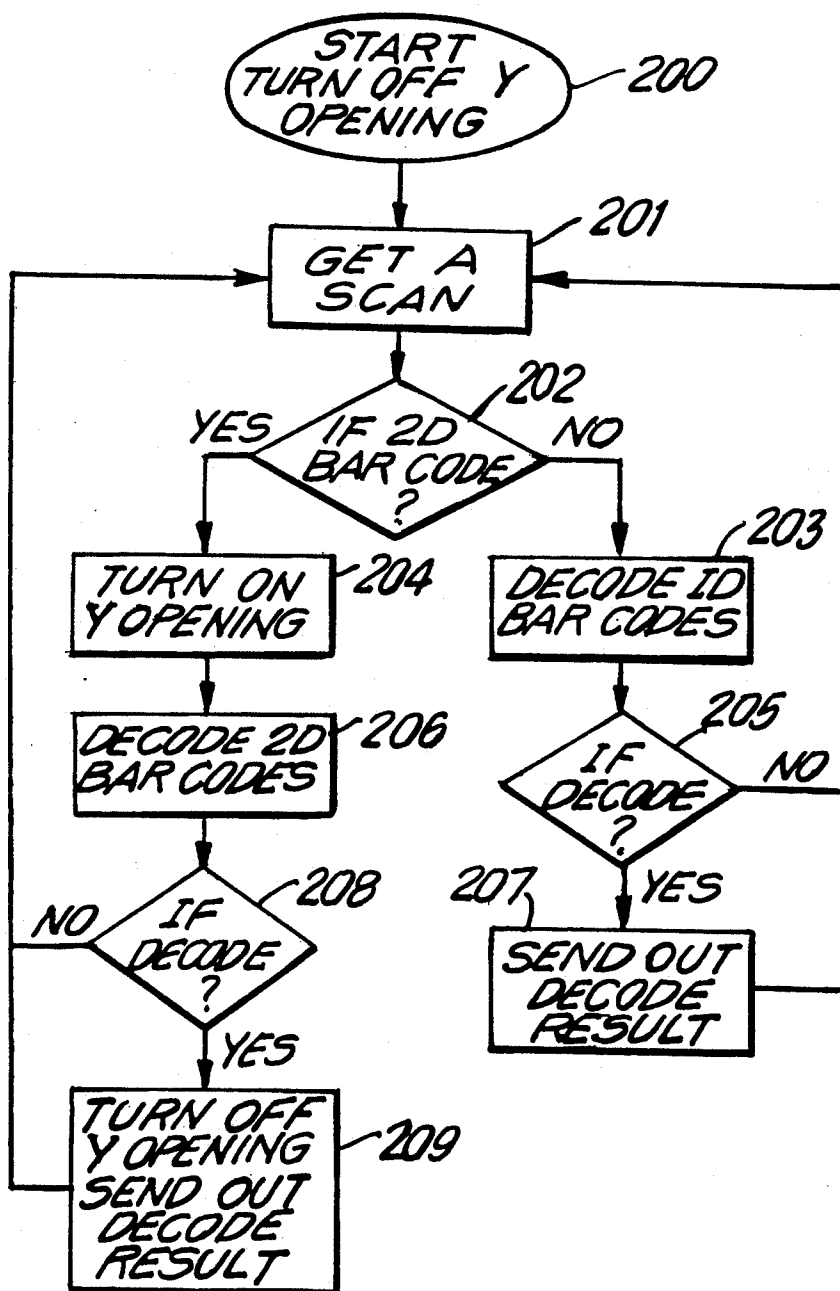 START
TURN OFF Y
OPENING
200
201
GET A
SCAN
202
YES
IF 2D
BAR CODE
?
NO
203
TURN ON
Y OPENING
204
DECODE 1D
BAR CODES
DECODE 2D
BAR CODES
206
205
IF
DECODE
?
NO
208
207
YES
NO
IF
DECODE
?
SEND OUT
DECODE
RESULT
YES
TURN OFF
Y OPENING
SEND OUT
DECODE
RESULT
209